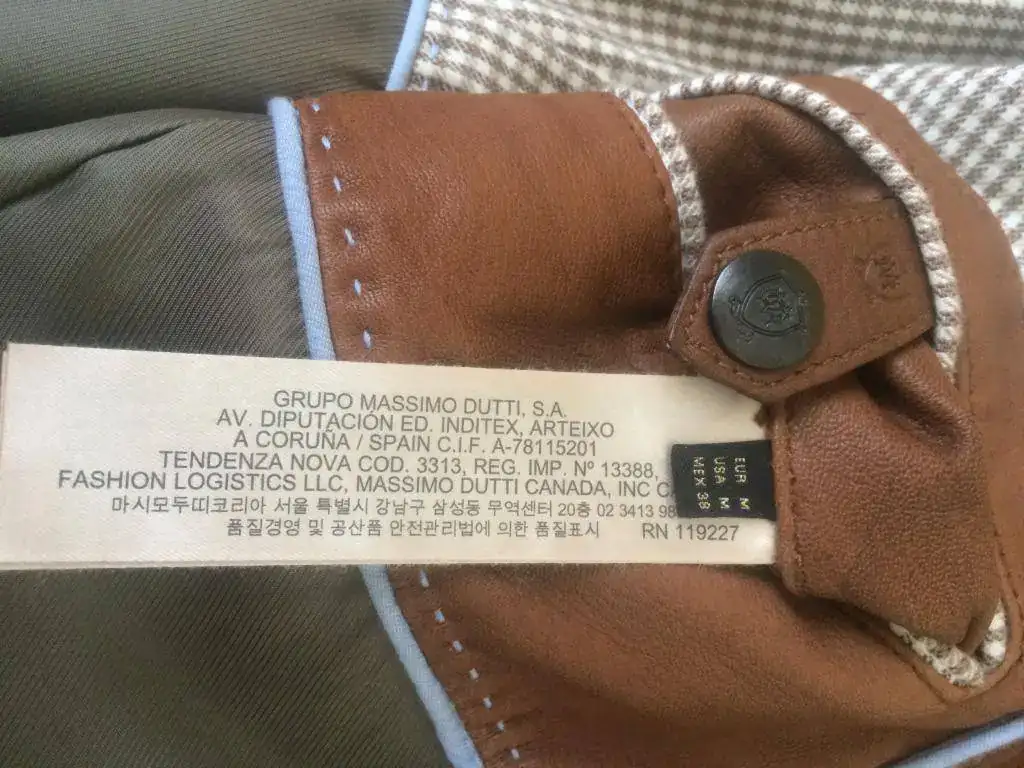 GRUPO MASSIMO DUTTI, S.A.
AV. DIPUTACIÓN ED. INDITEX, ARTEIXO
A CORUÑA / SPAIN C.I.F. A-78115201
TENDENZA NOVA COD. 3313, REG. IMP. Nº 13388,
FASHION LOGISTICS LLC, MASSIMO DUTTI CANADA, INC
마시모두띠코리아 서울 특별시 강남구 삼성동 무역센터 20층 02 3413 98
품질경영 및 공산품 안전관리법에 의한 품질표시 RN 119227
EUR M
USA M
MEX 38